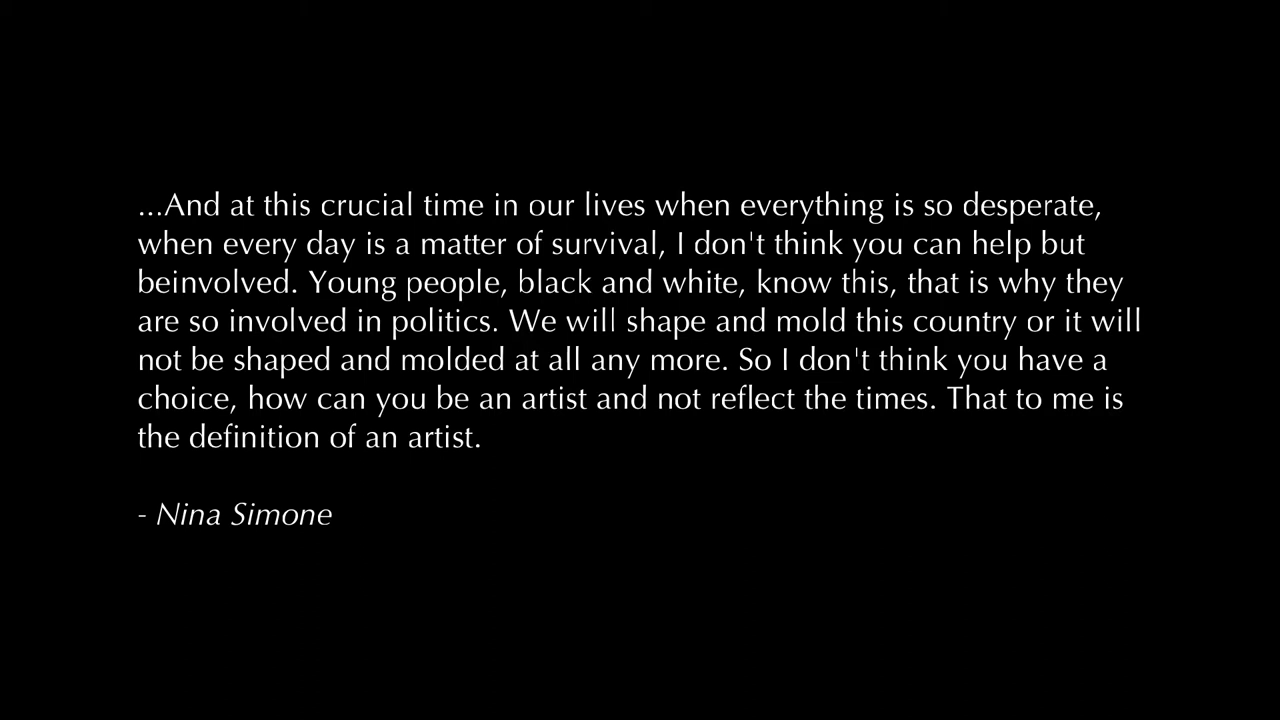 ...And at this crucial time in our lives when everything is so desperate,
when every day is a matter of survival, I don't think you can help but
beinvolved. Young people, black and white, know this, that is why they
are so involved in politics. We will shape and mold this country or it will
not be shaped and molded at all any more. So I don't think you have a
choice, how can you be an artist and not reflect the times. That to me is
the definition of an artist.
- Nina Simone